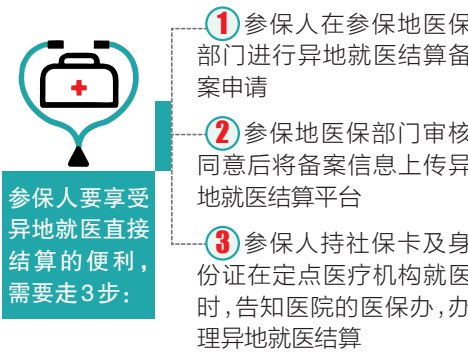 参保人要享受
异地就医直接
结算的便利，
需要走3步：
1 参保人在参保地医保
部门进行异地就医结算备
案申请
2 参保地医保部门审核
同意后将备案信息上传异
地就医结算平台
3 参保人持社保卡及身
份证在定点医疗机构就医
时，告知医院的医保办，办
理异地就医结算